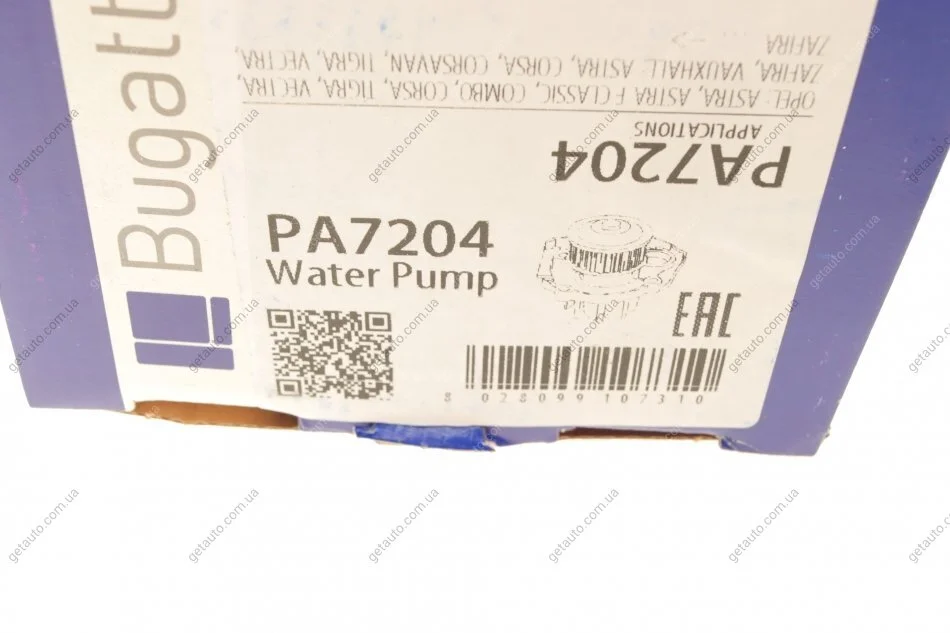 Bugatt
ZAFIRA
ZAFIRA, VAUXHALL: ASTRA, CORSA, CORSAVAN, TIGRA, VECTRA,
OPEL: ASTRA, ASTRA F CLASSIC, COMBO, CORSA, TIGRA, VECTRA,
APPLICATIONS
PA7204
PA7204
Water Pump
EAC
8 028099 107310
getauto.com.ua